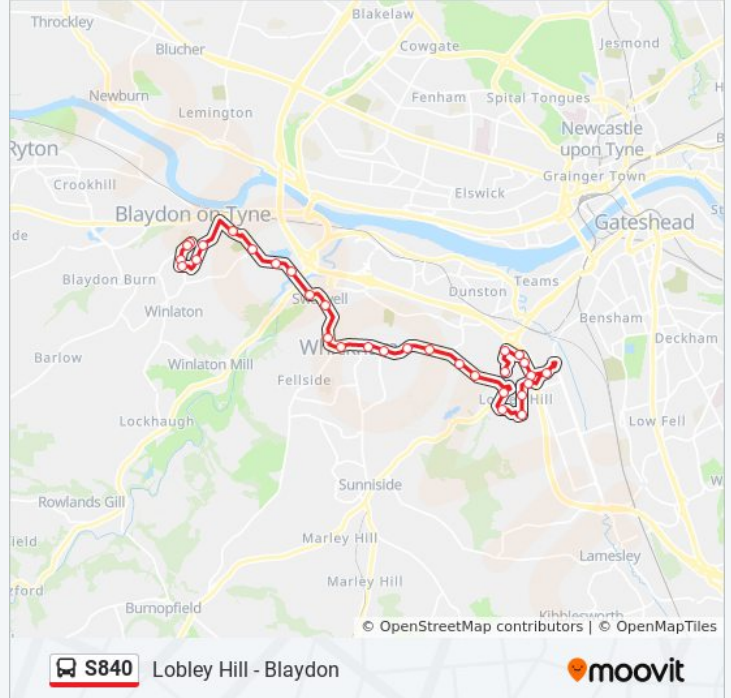 Blakelaw
Throckley
Cowgate
Jesmond
Blucher
Newburn
Fenham
Spital Tongues
Lemington
Newcastle
upon Tyne
Ryton
Grainger Town
Crookhill
Elswick
Blaydon on Tyne
Gateshead
Blaydon Burn
Teams
Dunston
Winlaton
Bensham
Deckham
Barlow
Winlaton Mill
Fellside
Lockhaugh
Low Fell
Sunniside
Rowlands Gill
Marley Hill
Lamesley
Marley Hill
Burnopfield
Kibblesworth
© OpenStreetMap contributors | © OpenMapTiles
S840 Lobley Hill - Blaydon
moovit